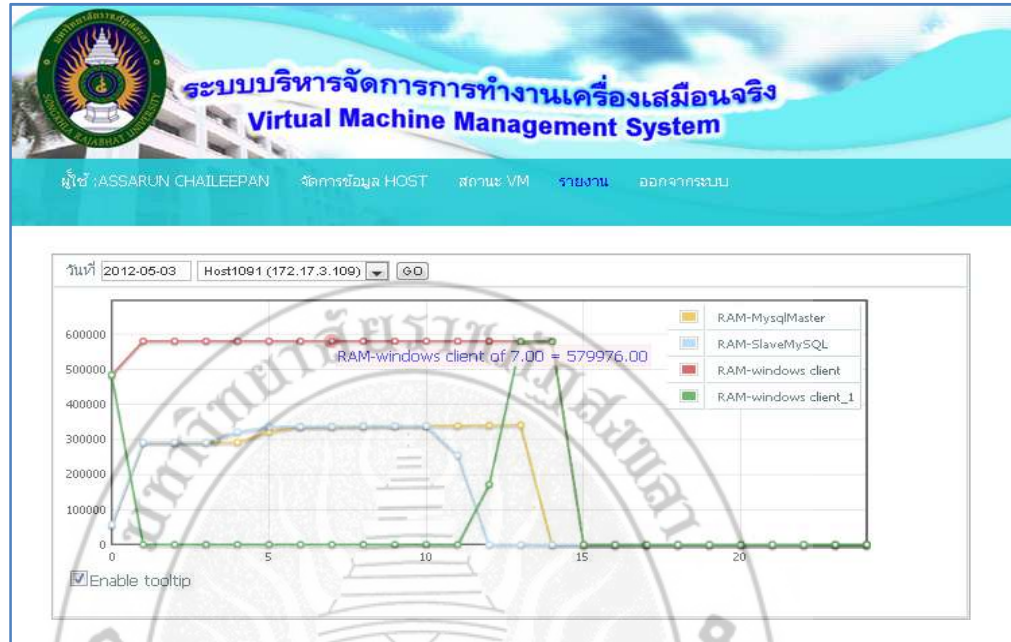 ระบบบริหารจัดการการทำงานเครื่องเสมือนจริง
Virtual Machine Management System
SONGKHLA RAJABHAT UNIVERSITY
ผู้ใช้ :ASSARUN CHAILEEPAN จัดการข้อมูล HOST สถานะ VM รายงาน ออกจากระบบ
วันที่ 2012-05-03 Host1091 (172.17.3.109) GO
RAM-MysqlMaster
RAM-SlaveMySQL
RAM-windows client
RAM-windows client_1
RAM-windows client of 7.00 = 579976.00
600000
500000
400000
300000
200000
100000
0
0 5 10 15 20
Enable tooltip